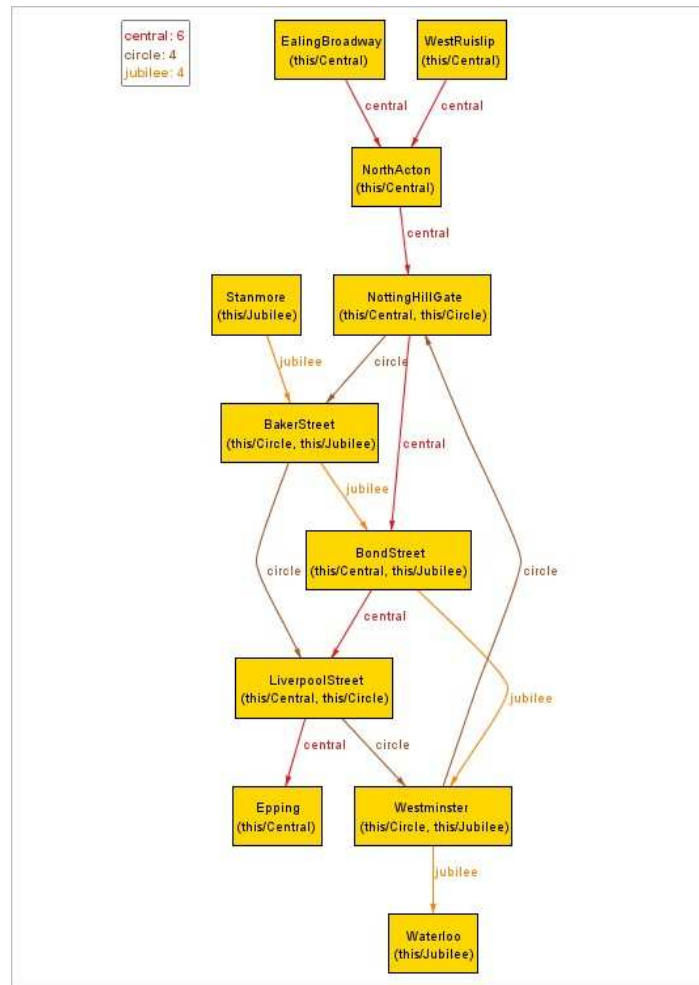 central: 6
circle: 4
jubilee: 4
EalingBroadway
(this/Central)
WestRuislip
(this/Central)
central
central
NorthActon
(this/Central)
central
Stanmore
(this/Jubilee)
NottingHillGate
(this/Central, this/Circle)
jubilee
circle
BakerStreet
(this/Circle, this/Jubilee)
central
jubilee
BondStreet
(this/Central, this/Jubilee)
circle
circle
central
LiverpoolStreet
(this/Central, this/Circle)
jubilee
central
circle
Epping
(this/Central)
Westminster
(this/Circle, this/Jubilee)
jubilee
Waterloo
(this/Jubilee)